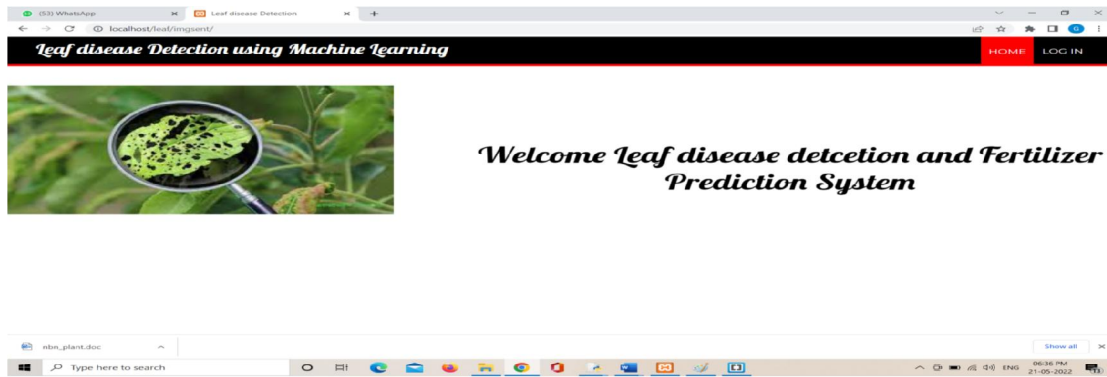 (53) WhatsApp
Leaf disease Detection
localhost/leaf/imgsent/
Leaf disease Detection using Machine Learning
HOME LOG IN
Welcome Leaf disease detcetion and Fertilizer
Prediction System
nbn_plant.doc
Show all
Type here to search
ENG
06:36 PM
21-05-2022